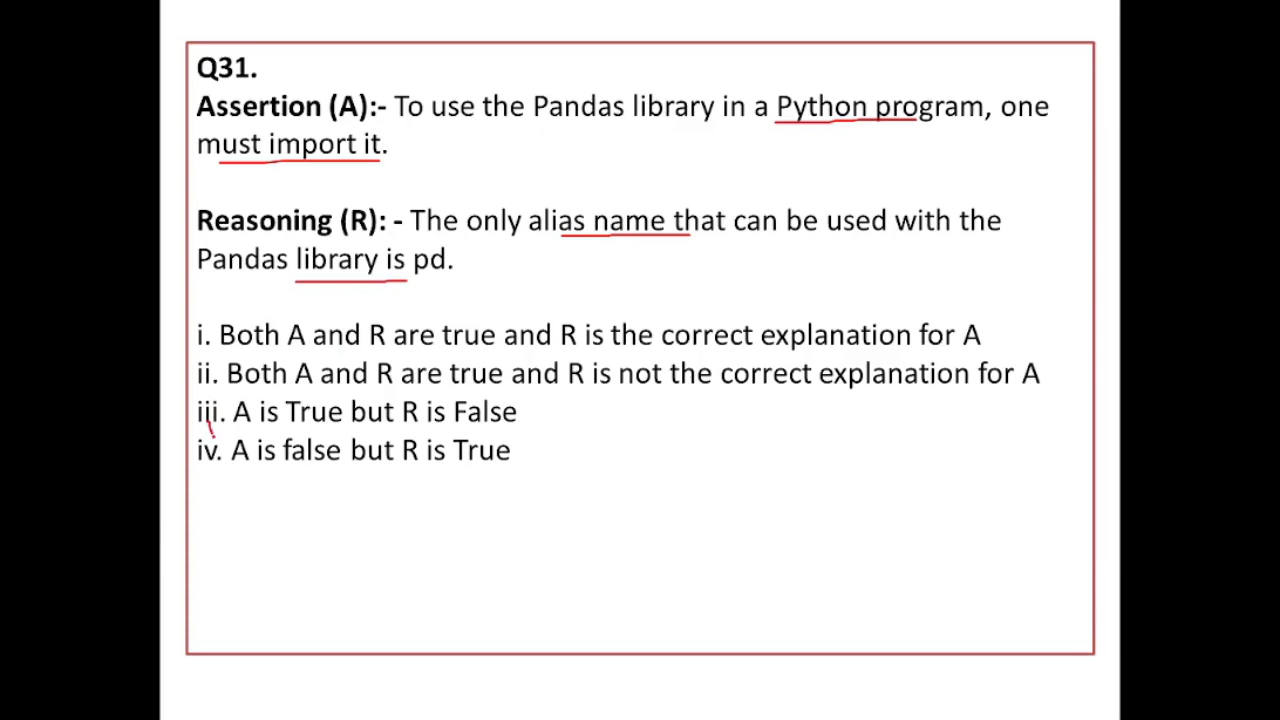 Q31.
Assertion (A):- To use the Pandas library in a Python program, one
must import it.
Reasoning (R): - The only alias name that can be used with the
Pandas library is pd.
i. Both A and R are true and R is the correct explanation for A
ii. Both A and R are true and R is not the correct explanation for A
iii. A is True but R is False
iv. A is false but R is True